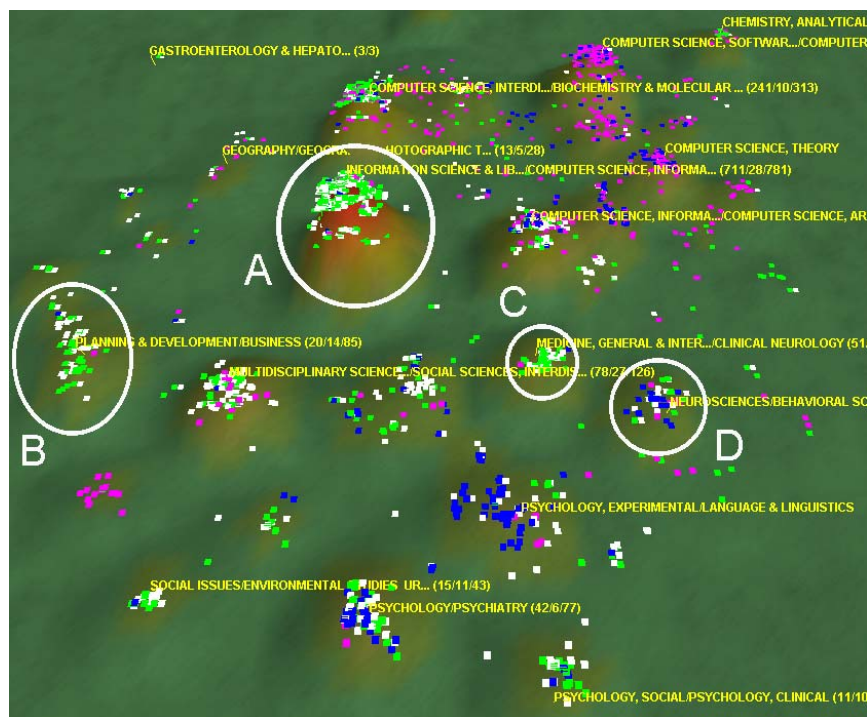 CHEMISTRY, ANALYTICAL
COMPUTER SCIENCE, SOFTWAR.../COMPUTER
GASTROENTEROLOGY & HEPATO... (3/3)
COMPUTER SCIENCE, INTERDI.../BIOCHEMISTRY & MOLECULAR ... (241/10/313)
GEOGRAPHY/GEOGRA HOTOGRAPHIC T... (13/5/28)
COMPUTER SCIENCE, THEORY
INFORMATION SCIENCE & LIB.../COMPUTER SCIENCE, INFORMA... (711/28/781)
COMPUTER SCIENCE, INFORMA.../COMPUTER SCIENCE, AR
A
C
PLANNING & DEVELOPMENT/BUSINESS (20/14/85)
MEDICINE, GENERAL & INTER.../CLINICAL NEUROLOGY (51.
MULTIDISCIPLINARY SCIENCE.../SOCIAL SCIENCES, INTERDIS... (78/27/126)
NEUROSCIENCES/BEHAVIORAL SC
B
D
PSYCHOLOGY, EXPERIMENTAL/LANGUAGE & LINGUISTICS
SOCIAL ISSUES/ENVIRONMENTAL STUDIES UR... (15/11/43)
PSYCHOLOGY/PSYCHIATRY (42/6/77)
PSYCHOLOGY, SOCIAL/PSYCHOLOGY, CLINICAL (11/10